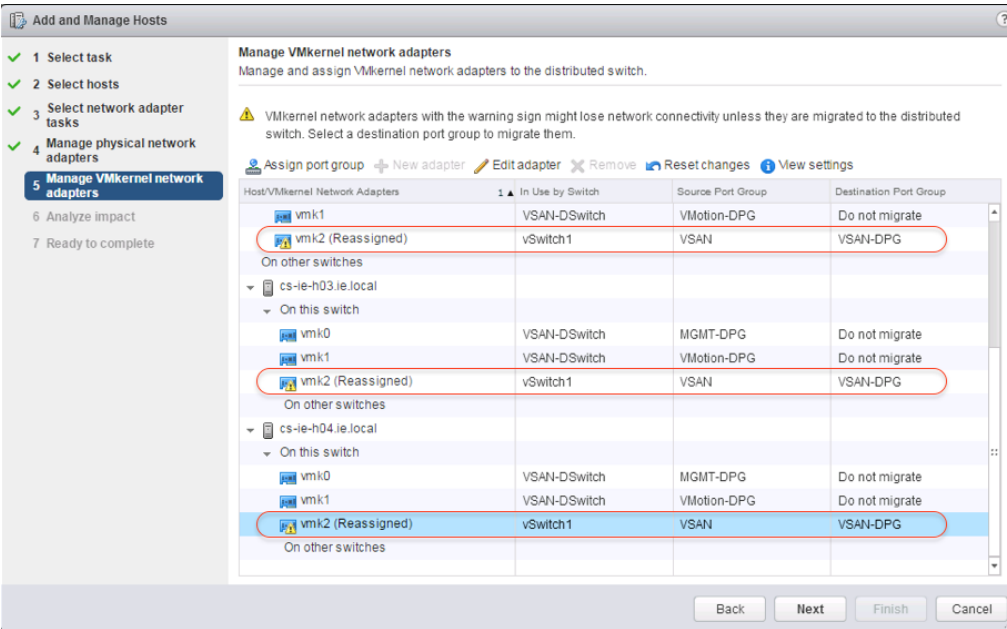 Add and Manage Hosts
?
1 Select task
2 Select hosts
3 Select network adapter
tasks
4 Manage physical network
adapters
5 Manage VMkernel network
adapters
6 Analyze impact
7 Ready to complete
Manage VMkernel network adapters
Manage and assign VMkernel network adapters to the distributed switch.
VMkernel network adapters with the warning sign might lose network connectivity unless they are migrated to the distributed
switch. Select a destination port group to migrate them.
Assign port group New adapter Edit adapter Remove Reset changes View settings
Host/VMkernel Network Adapters 1 ▲ In Use by Switch Source Port Group Destination Port Group
vmk1 VSAN-DSwitch VMotion-DPG Do not migrate
vmk2 (Reassigned) vSwitch1 VSAN VSAN-DPG
On other switches
cs-ie-h03.ie.local
On this switch
vmk0 VSAN-DSwitch MGMT-DPG Do not migrate
vmk1 VSAN-DSwitch VMotion-DPG Do not migrate
vmk2 (Reassigned) vSwitch1 VSAN VSAN-DPG
On other switches
cs-ie-h04.ie.local
On this switch
vmk0 VSAN-DSwitch MGMT-DPG Do not migrate
vmk1 VSAN-DSwitch VMotion-DPG Do not migrate
vmk2 (Reassigned) vSwitch1 VSAN VSAN-DPG
On other switches
Back Next Finish Cancel